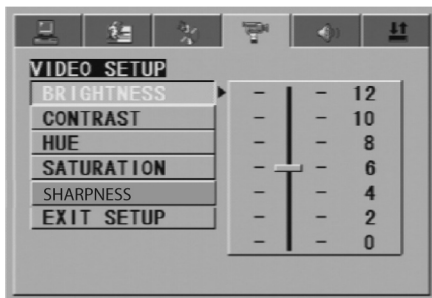 VIDEO SETUP
BRIGHTNESS
CONTRAST
HUE
SATURATION
SHARPNESS
EXIT SETUP
12
10
8
6
4
2
0